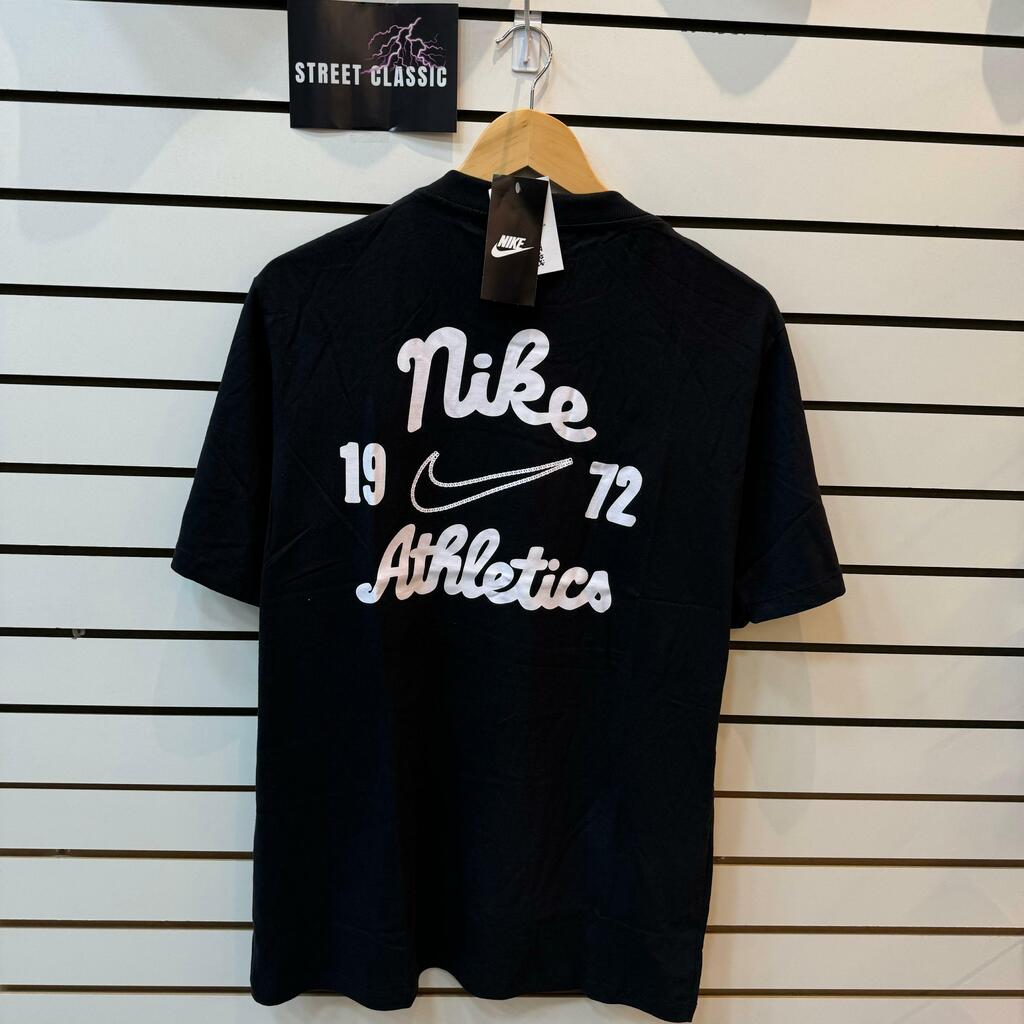 STREET CLASSIC
NIKE
Nike
19 72
Athletics